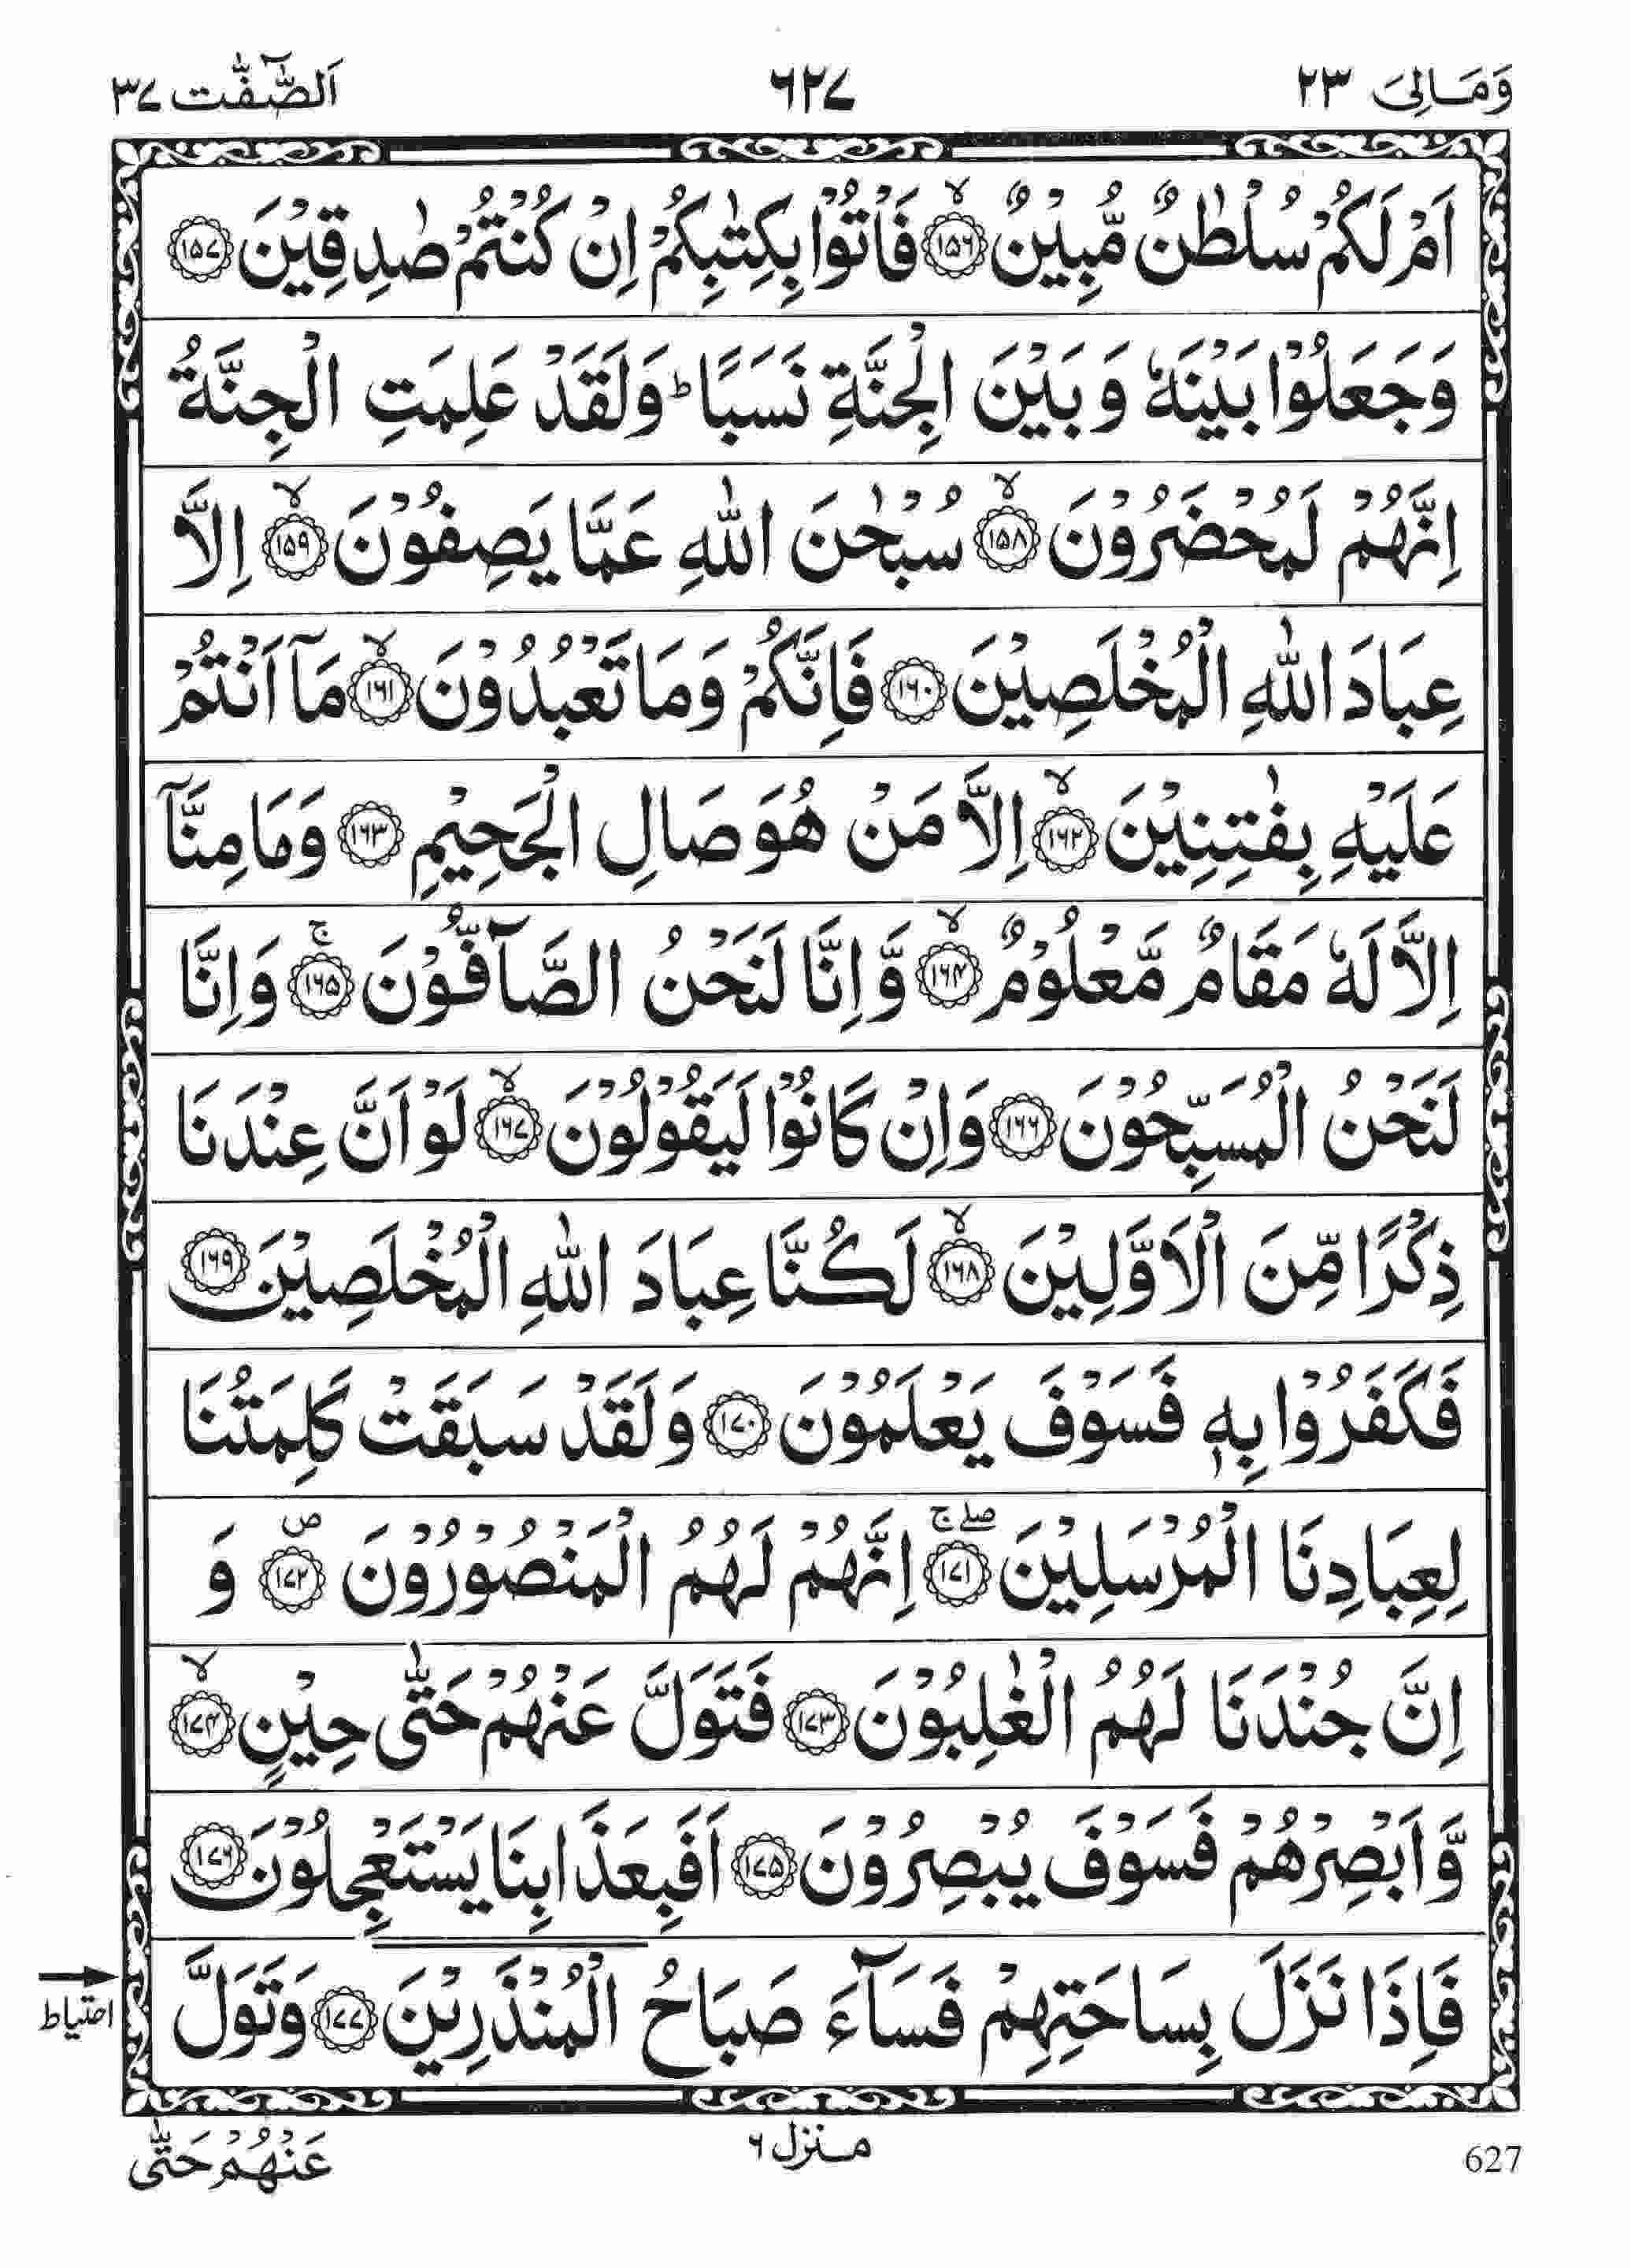 وَمَالِیَ ٢٣
٦٢٧
اَلصّٰٓفّٰت ٣٧
اَمْ لَكُمْ سُلْطٰنٌ مُّبِيْنٌ ۙ﴿١٥٦﴾ فَاْتُوْا بِكِتٰبِكُمْ اِنْ كُنْتُمْ صٰدِقِيْنَ ﴿١٥٧﴾
وَجَعَلُوْا بَيْنَهٗ وَ بَيْنَ الْجِنَّةِ نَسَبًا ؕ وَلَقَدْ عَلِمَتِ الْجِنَّةُ
اِنَّهُمْ لَمُحْضَرُوْنَ ۙ﴿١٥٨﴾ سُبْحٰنَ اللّٰهِ عَمَّا يَصِفُوْنَ ۙ﴿١٥٩﴾ اِلَّا
عِبَادَ اللّٰهِ الْمُخْلَصِيْنَ ﴿١٦٠﴾ فَاِنَّكُمْ وَمَا تَعْبُدُوْنَ ۙ﴿١٦١﴾ مَآ اَنْتُمْ
عَلَيْهِ بِفٰتِنِيْنَ ۙ﴿١٦٢﴾ اِلَّا مَنْ هُوَ صَالِ الْجَحِيْمِ ﴿١٦٣﴾ وَمَا مِنَّآ
اِلَّا لَهٗ مَقَامٌ مَّعْلُوْمٌ ۙ﴿١٦٤﴾ وَّ اِنَّا لَنَحْنُ الصَّآفُّوْنَ ۚ﴿١٦٥﴾ وَاِنَّا
لَنَحْنُ الْمُسَبِّحُوْنَ ﴿١٦٦﴾ وَاِنْ كَانُوْا لَيَقُوْلُوْنَ ۙ﴿١٦٧﴾ لَوْ اَنَّ عِنْدَنَا
ذِكْرًا مِّنَ الْاَوَّلِيْنَ ۙ﴿١٦٨﴾ لَكُنَّا عِبَادَ اللّٰهِ الْمُخْلَصِيْنَ ﴿١٦٩﴾
فَكَفَرُوْا بِهٖ فَسَوْفَ يَعْلَمُوْنَ ﴿١٧٠﴾ وَلَقَدْ سَبَقَتْ كَلِمَتُنَا
لِعِبَادِنَا الْمُرْسَلِيْنَ ۖۚ﴿١٧١﴾ اِنَّهُمْ لَهُمُ الْمَنْصُوْرُوْنَ ص﴿١٧٢﴾ وَ
اِنَّ جُنْدَنَا لَهُمُ الْغٰلِبُوْنَ ﴿١٧٣﴾ فَتَوَلَّ عَنْهُمْ حَتّٰى حِيْنٍ ۙ﴿١٧٤﴾
وَّ اَبْصِرْهُمْ فَسَوْفَ يُبْصِرُوْنَ ﴿١٧٥﴾ اَفَبِعَذَابِنَا يَسْتَعْجِلُوْنَ ﴿١٧٦﴾
فَاِذَا نَزَلَ بِسَاحَتِهِمْ فَسَآءَ صَبَاحُ الْمُنْذَرِيْنَ ﴿١٧٧﴾ وَتَوَلَّ
احتیاط
عَنْهُمْ حَتّٰى
منزل ٦
627